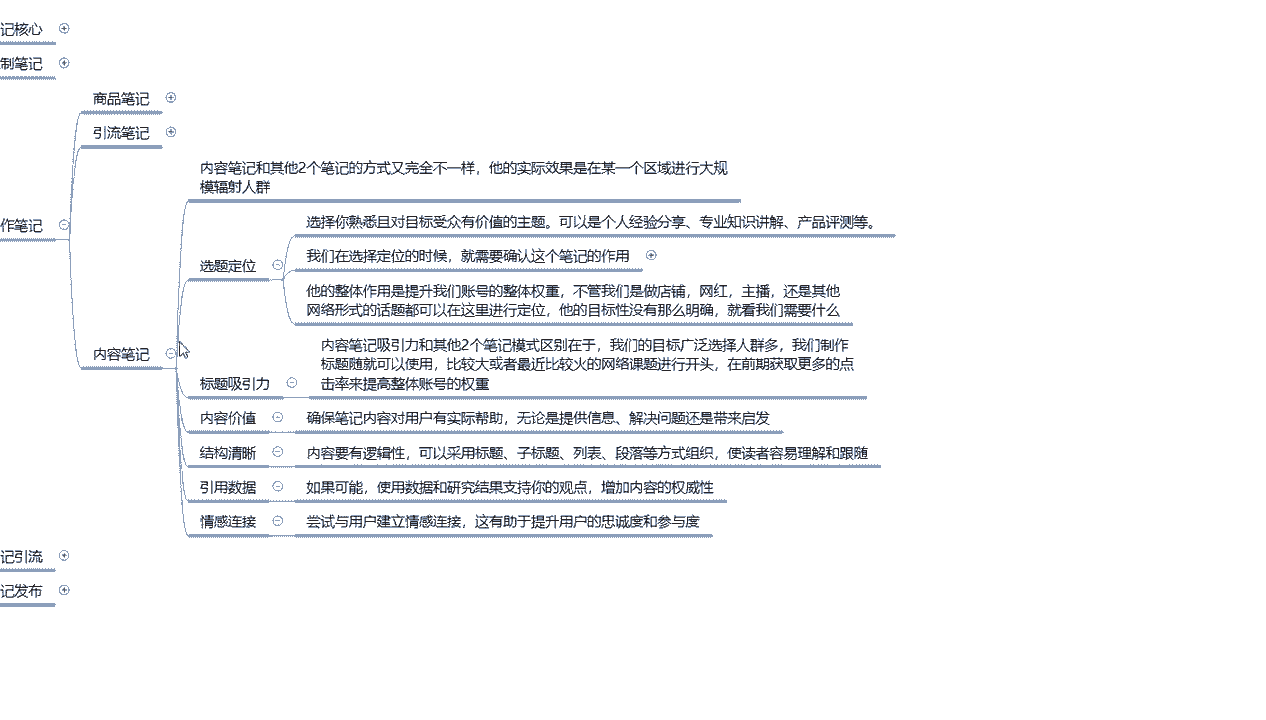 记核心
制笔记
商品笔记
引流笔记
内容笔记和其他2个笔记的方式又完全不一样，他的实际效果是在某一个区域进行大规
模辐射人群
作笔记
选择你熟悉且对目标受众有价值的主题。可以是个人经验分享、专业知识讲解、产品评测等。
选题定位
我们在选择定位的时候，就需要确认这个笔记的作用
他的整体作用是提升我们账号的整体权重，不管我们是做店铺，网红，主播，还是其他
网络形式的话题都可以在这里进行定位，他的目标性没有那么明确，就看我们需要什么
内容笔记
内容笔记吸引力和其他2个笔记模式区别在于，我们的目标广泛选择人群多，我们制作
标题随就可以使用，比较大或者最近比较火的网络课题进行开头，在前期获取更多的点
击率来提高整体账号的权重
标题吸引力
内容价值
确保笔记内容对用户有实际帮助，无论是提供信息、解决问题还是带来启发
结构清晰
内容要有逻辑性，可以采用标题、子标题、列表、段落等方式组织，使读者容易理解和跟随
引用数据
如果可能，使用数据和研究结果支持你的观点，增加内容的权威性
情感连接
尝试与用户建立情感连接，这有助于提升用户的忠诚度和参与度
记引流
记发布